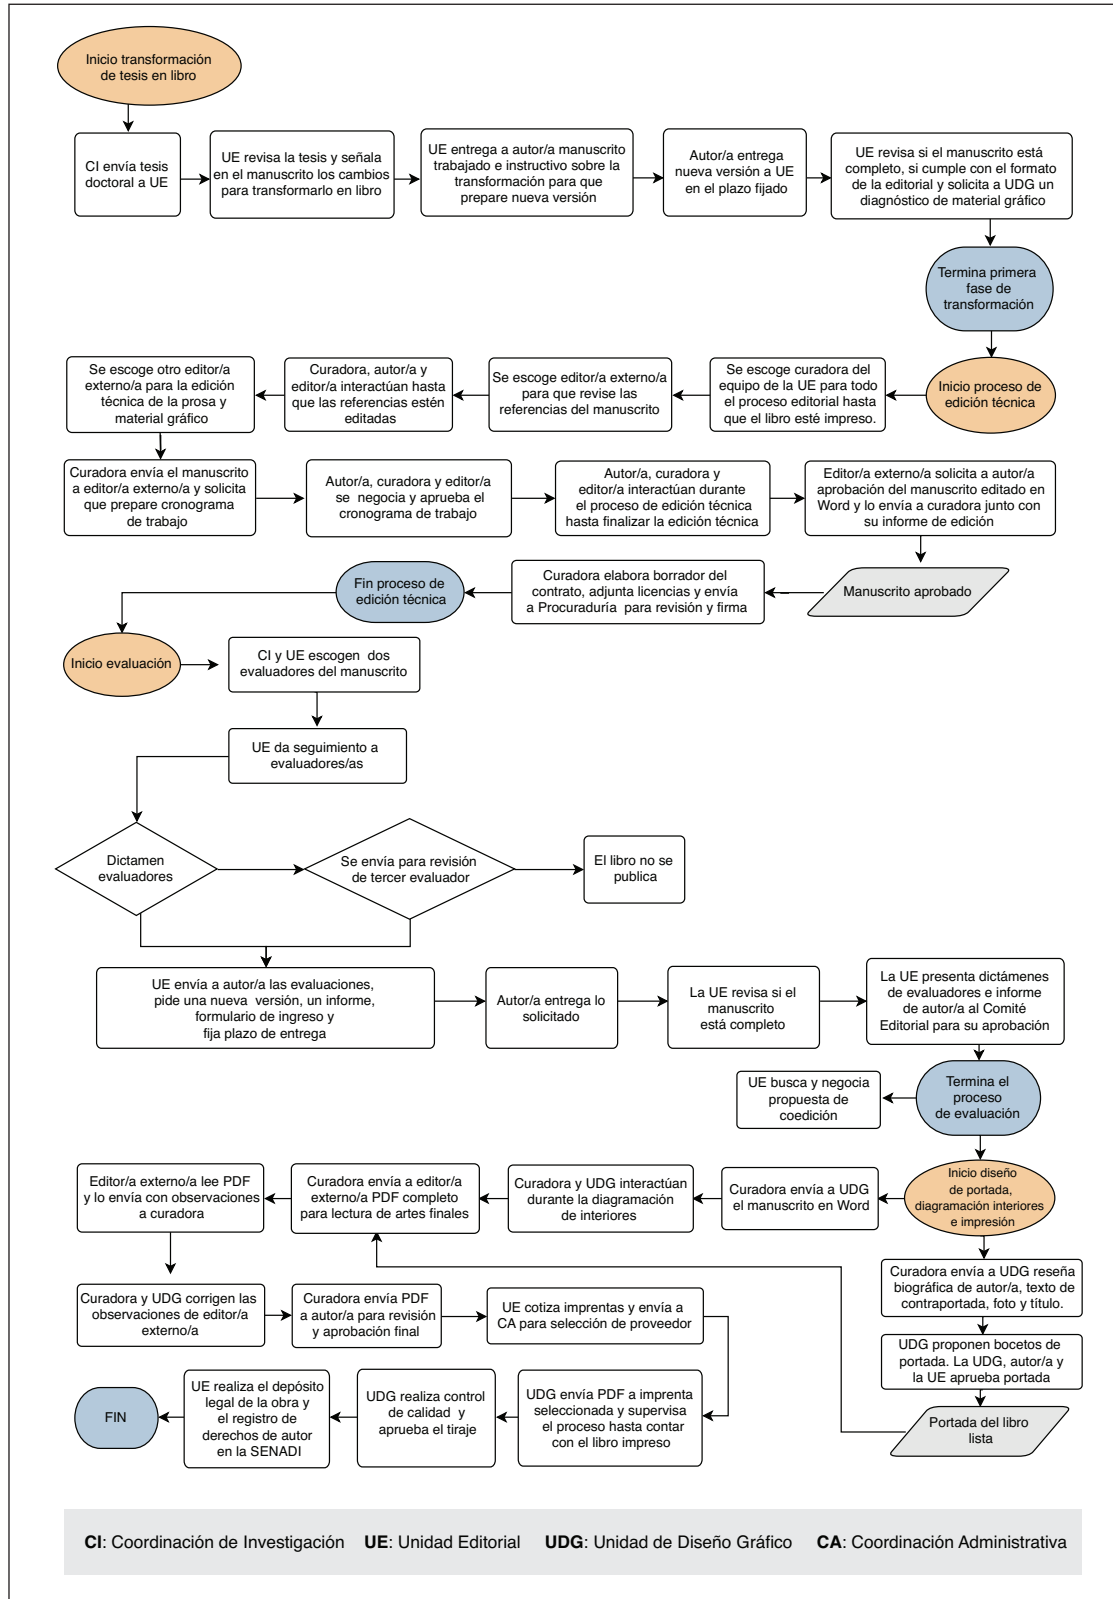 Inicio transformación
de tesis en libro
CI envía tesis
doctoral a UE
UE revisa la tesis y señala
en el manuscrito los cambios
para transformarlo en libro
UE entrega a autor/a manuscrito
trabajado e instructivo sobre la
transformación para que
prepare nueva versión
Autor/a entrega
nueva versión a UE
en el plazo fijado
UE revisa si el manuscrito está
completo, si cumple con el formato
de la editorial y solicita a UDG un
diagnóstico de material gráfico
Termina primera
fase de
transformación
Inicio proceso de
edición técnica
Se escoge curadora del
equipo de la UE para todo
el proceso editorial hasta
que el libro esté impreso.
Se escoge editor/a externo/a
para que revise las
referencias del manuscrito
Curadora, autor/a y
editor/a interactúan hasta
que las referencias estén
editadas
Se escoge otro editor/a
externo/a para la edición
técnica de la prosa y
material gráfico
Curadora envía el manuscrito
a editor/a externo/a y solicita
que prepare cronograma
de trabajo
Autor/a, curadora y editor/a
se negocia y aprueba el
cronograma de trabajo
Autor/a, curadora y
editor/a interactúan durante
el proceso de edición técnica
hasta finalizar la edición técnica
Editor/a externo/a solicita a autor/a
aprobación del manuscrito editado en
Word y lo envía a curadora junto con
su informe de edición
Manuscrito aprobado
Curadora elabora borrador del
contrato, adjunta licencias y envía
a Procuraduría para revisión y firma
Fin proceso de
edición técnica
Inicio evaluación
CI y UE escogen dos
evaluadores del manuscrito
UE da seguimiento a
evaluadores/as
Dictamen
evaluadores
Se envía para revisión
de tercer evaluador
El libro no se
publica
UE envía a autor/a las evaluaciones,
pide una nueva versión, un informe,
formulario de ingreso y
fija plazo de entrega
Autor/a entrega lo
solicitado
La UE revisa si el
manuscrito
está completo
La UE presenta dictámenes
de evaluadores e informe
de autor/a al Comité
Editorial para su aprobación
Termina el
proceso
de evaluación
UE busca y negocia
propuesta de
coedición
Inicio diseño
de portada,
diagramación interiores
e impresión
Curadora envía a UDG
el manuscrito en Word
Curadora y UDG interactúan
durante la diagramación
de interiores
Curadora envía a editor/a
externo/a PDF completo
para lectura de artes finales
Editor/a externo/a lee PDF
y lo envía con observaciones
a curadora
Curadora envía a UDG reseña
biográfica de autor/a, texto de
contraportada, foto y título.
UDG proponen bocetos de
portada. La UDG, autor/a y
la UE aprueba portada
Portada del libro
lista
Curadora y UDG corrigen las
observaciones de editor/a
externo/a
Curadora envía PDF
a autor/a para revisión
y aprobación final
UE cotiza imprentas y envía a
CA para selección de proveedor
UDG envía PDF a imprenta
seleccionada y supervisa
el proceso hasta contar
con el libro impreso
UDG realiza control
de calidad y
aprueba el tiraje
UE realiza el depósito
legal de la obra y
el registro de
derechos de autor
en la SENADI
FIN
CI: Coordinación de Investigación UE: Unidad Editorial UDG: Unidad de Diseño Gráfico CA: Coordinación Administrativa